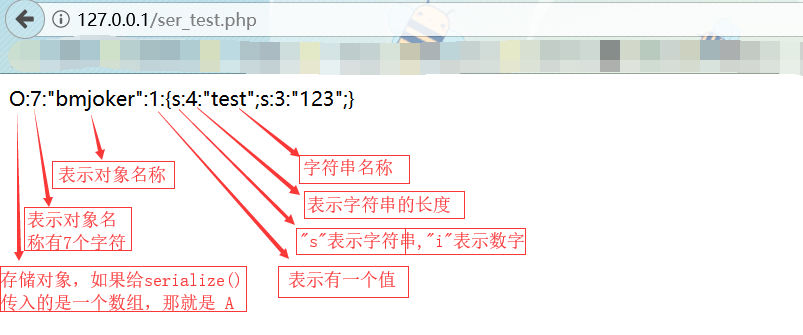 127.0.0.1/ser_test.php
O:7:"bmjoker":1:{s:4:"test";s:3:"123";}
表示对象名称
字符串名称
表示字符串的长度
表示对象名
称有7个字符
"s"表示字符串,"i"表示数字
存储对象，如果给serialize()
传入的是一个数组，那就是 A
表示有一个值